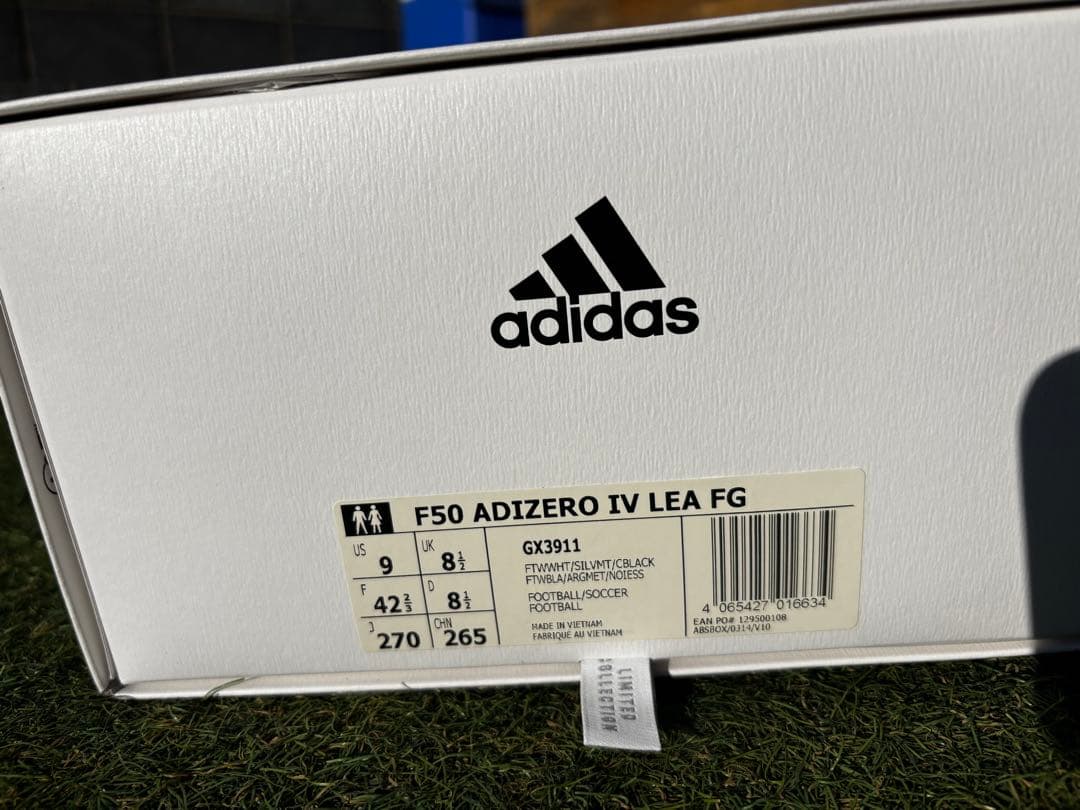 adidas
F50 ADIZERO IV LEA FG
US 9
UK 8½
F 42⅔
D 8½
J 270
CHN 265
GX3911
FTWWHT/SILVMT/CBLACK
FTWBLA/ARGMET/NOIESS
FOOTBALL/SOCCER
FOOTBALL
MADE IN VIETNAM
FABRIQUE AU VIETNAM
4 065427 016634
EAN PO# 129500108
ABSBOX/0314/V10
LIMITED
COLLECTION